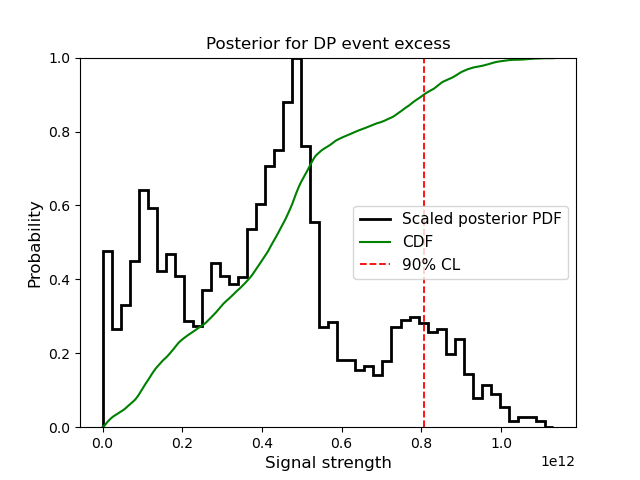 Posterior for DP event excess
Probability
1.0
0.8
0.6
0.4
0.2
0.0
Scaled posterior PDF
CDF
90% CL
0.0 0.2 0.4 0.6 0.8 1.0
1e12
Signal strength